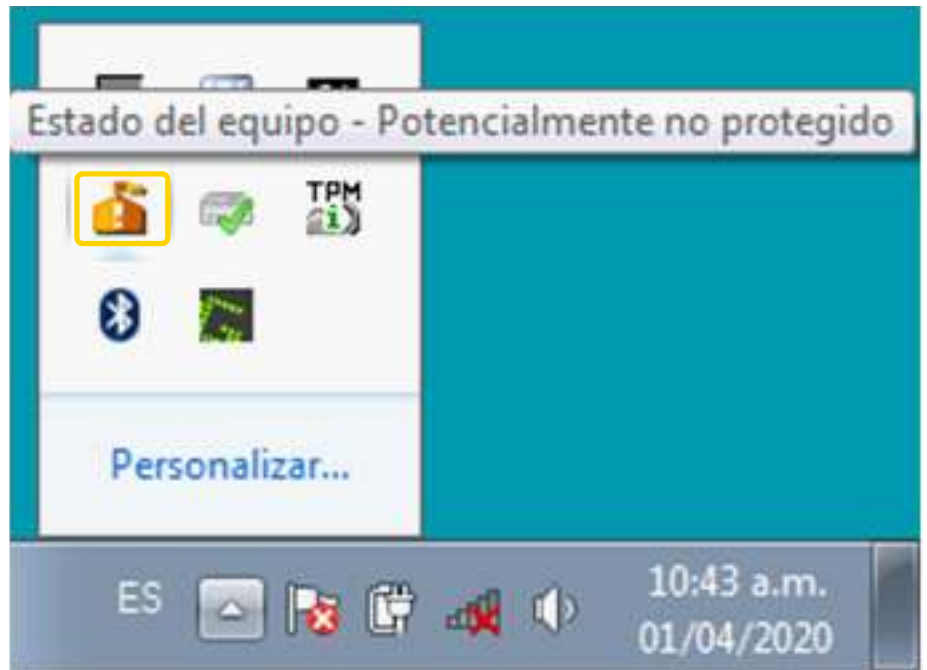 Estado del equipo - Potencialmente no protegido
TPM
Personalizar...
ES
10:43 a.m.
01/04/2020